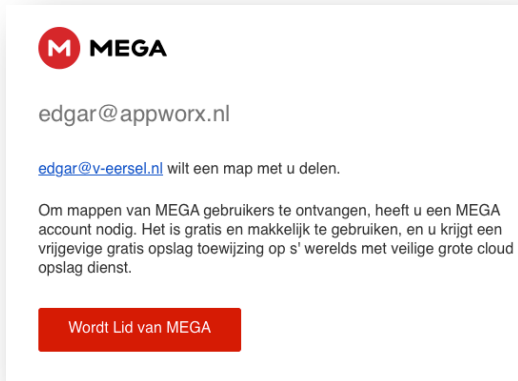 M MEGA
edgar@appworx.nl
edgar@v-eersel.nl wilt een map met u delen.
Om mappen van MEGA gebruikers te ontvangen, heeft u een MEGA
account nodig. Het is gratis en makkelijk te gebruiken, en u krijgt een
vrijgevige gratis opslag toewijzing op s' werelds met veilige grote cloud
opslag dienst.
Wordt Lid van MEGA